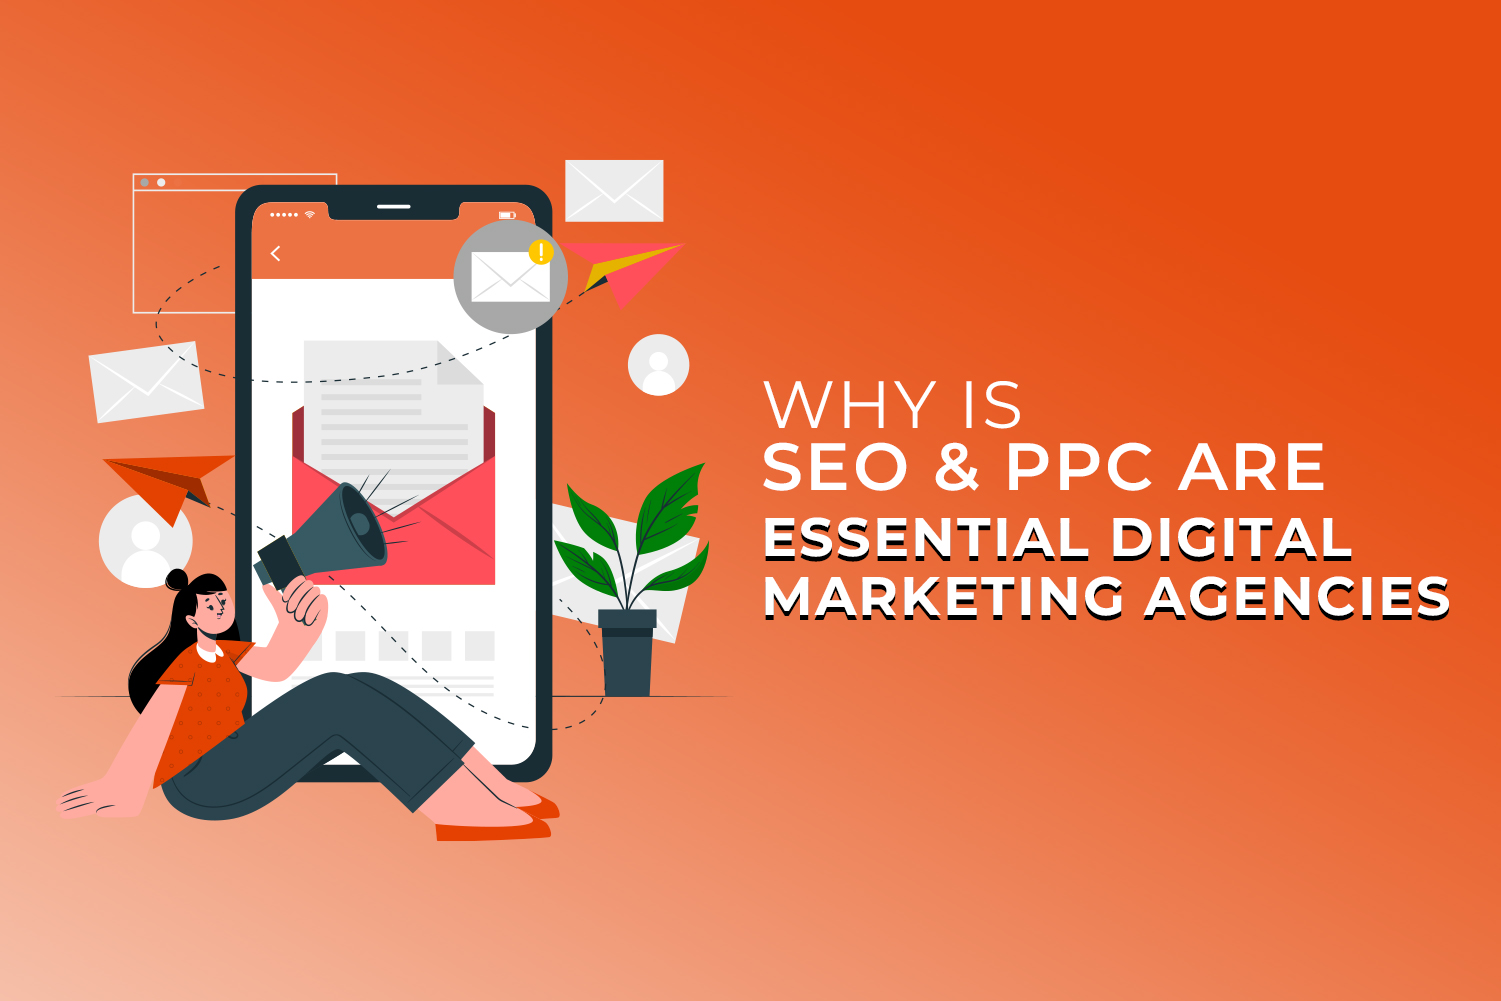 WHY IS
SEO & PPC ARE
ESSENTIAL DIGITAL
MARKETING AGENCIES